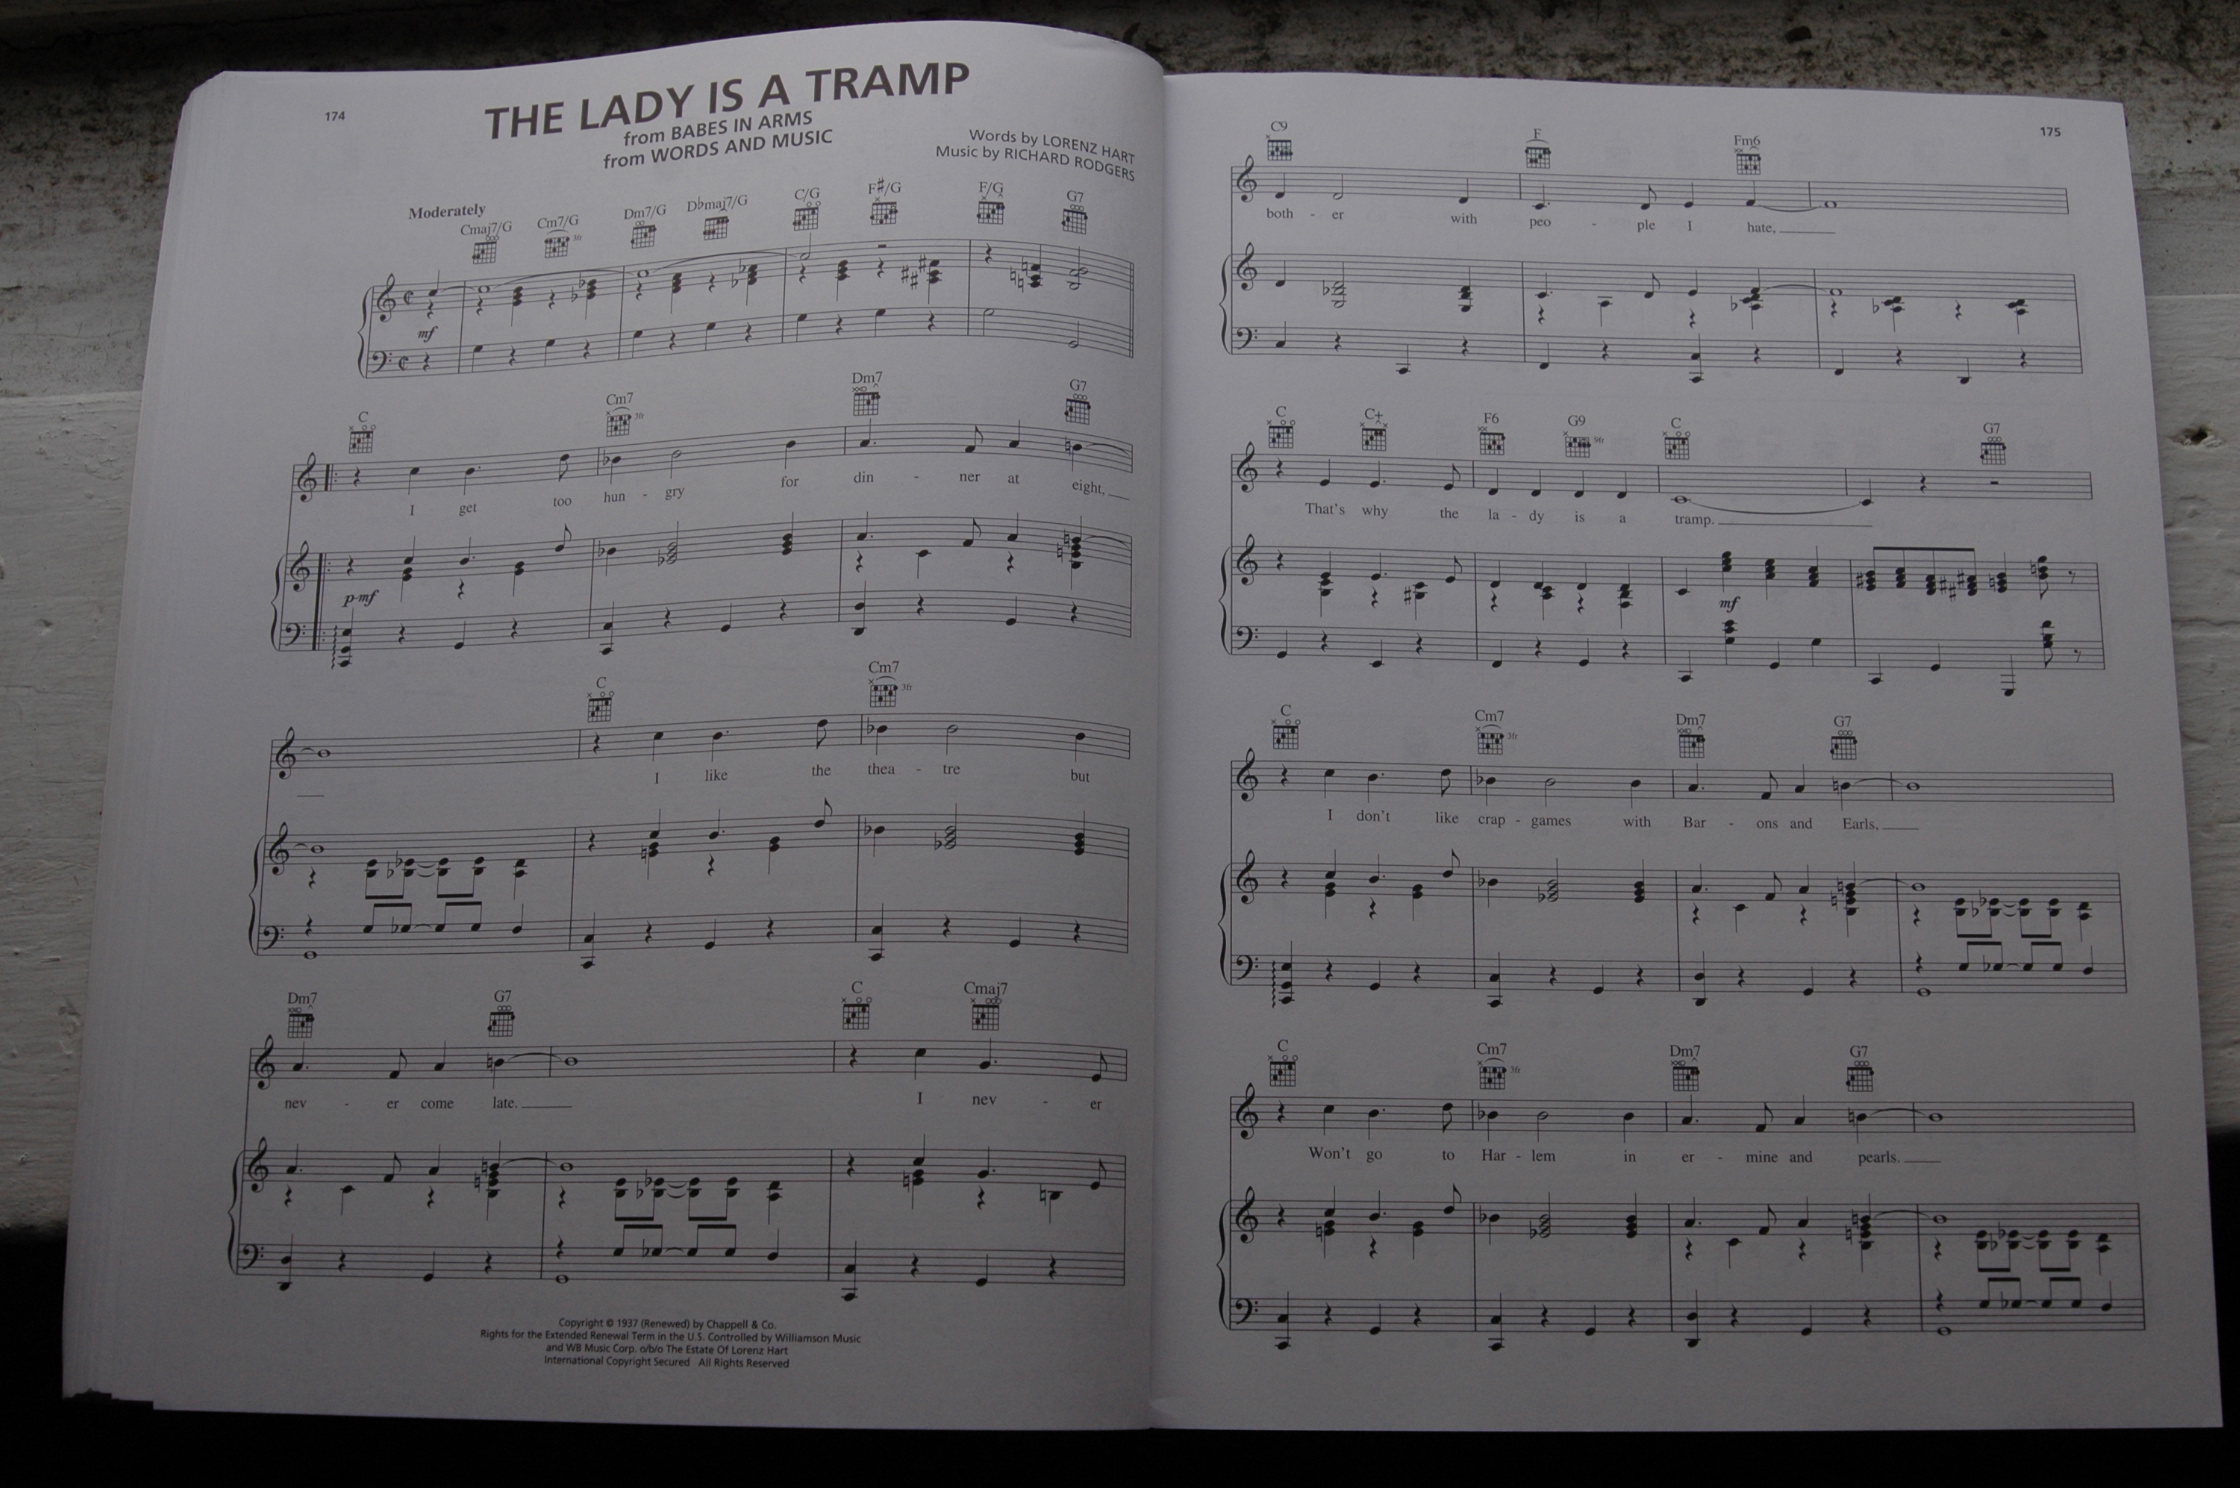 174
THE LADY IS A TRAMP
from BABES IN ARMS
from WORDS AND MUSIC
Words by LORENZ HART
Music by RICHARD RODGERS
Moderately
Cmaj7/G Cm7/G Dm7/G D♭maj7/G C/G F#/G F/G G7
3fr
mf
C Cm7 Dm7 G7
3fr
I get too hun - gry for din - ner at eight,
p-mf
C Cm7
3fr
I like the thea - tre but
Dm7 G7 C Cmaj7
nev - er come late. I nev - er
Copyright © 1937 (Renewed) by Chappell & Co.
Rights for the Extended Renewal Term in the U.S. Controlled by Williamson Music
and WB Music Corp. o/b/o The Estate Of Lorenz Hart
International Copyright Secured All Rights Reserved
175
C9 F Fm6
both - er with peo - ple I hate,
C C+ F6 G9 C G7
9fr
That's why the la - dy is a tramp.
mf
C Cm7 Dm7 G7
3fr
I don't like crap - games with Bar - ons and Earls,
C Cm7 Dm7 G7
3fr
Won't go to Har - lem in er - mine and pearls.